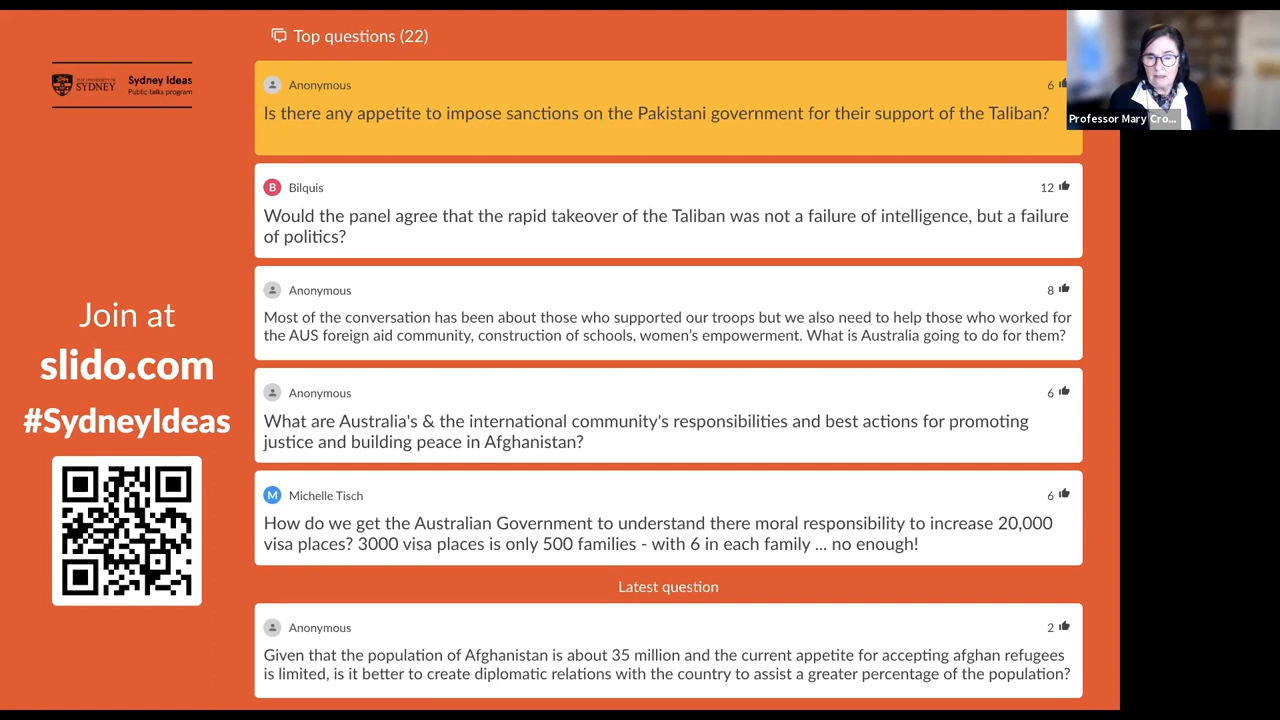 Top questions (22)
THE UNIVERSITY OF
SYDNEY
Sydney Ideas
Public talks program
Anonymous
6
Is there any appetite to impose sanctions on the Pakistani government for their support of the Taliban?
Professor Mary Cro...
B
Bilquis
12
Would the panel agree that the rapid takeover of the Taliban was not a failure of intelligence, but a failure
of politics?
Anonymous
8
Most of the conversation has been about those who supported our troops but we also need to help those who worked for
the AUS foreign aid community, construction of schools, women's empowerment. What is Australia going to do for them?
Join at
slido.com
#SydneyIdeas
Anonymous
6
What are Australia's & the international community's responsibilities and best actions for promoting
justice and building peace in Afghanistan?
M
Michelle Tisch
6
How do we get the Australian Government to understand there moral responsibility to increase 20,000
visa places? 3000 visa places is only 500 families - with 6 in each family ... no enough!
Latest question
Anonymous
2
Given that the population of Afghanistan is about 35 million and the current appetite for accepting afghan refugees
is limited, is it better to create diplomatic relations with the country to assist a greater percentage of the population?